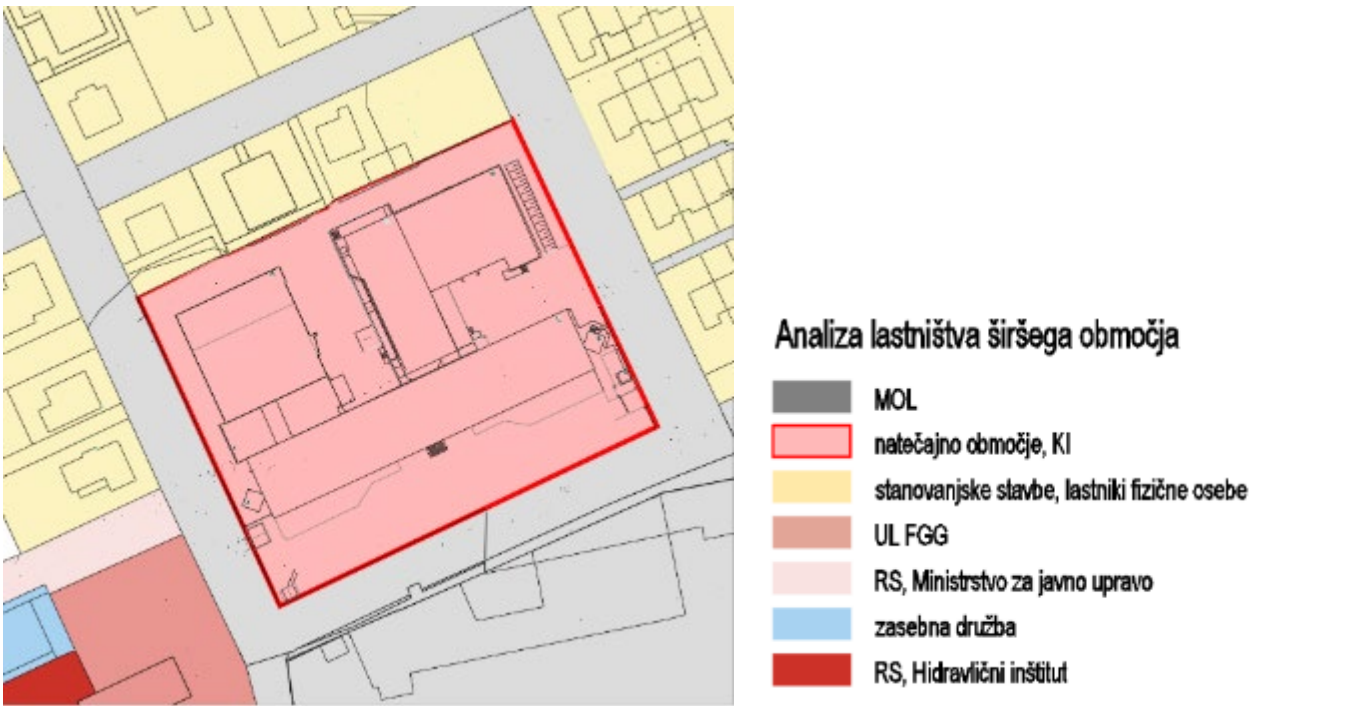 Analiza lastništva širšega območja
MOL
natečajno območje, KI
stanovanjske stavbe, lastniki fizične osebe
UL FGG
RS, Ministrstvo za javno upravo
zasebna družba
RS, Hidravlični inštitut